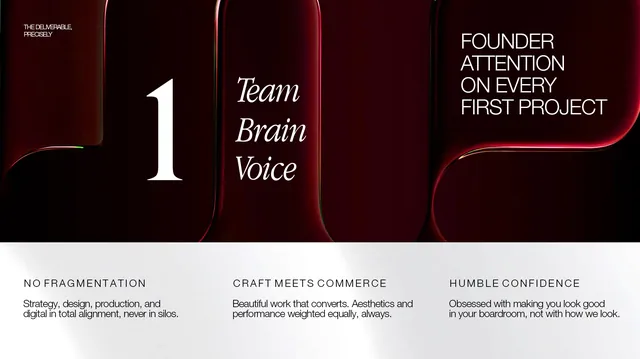 THE DELIVERABLE,
PRECISELY
1
Team
Brain
Voice
FOUNDER
ATTENTION
ON EVERY
FIRST PROJECT
NO FRAGMENTATION
Strategy, design, production, and
digital in total alignment, never in silos.
CRAFT MEETS COMMERCE
Beautiful work that converts. Aesthetics and
performance weighted equally, always.
HUMBLE CONFIDENCE
Obsessed with making you look good
in your boardroom, not with how we look.